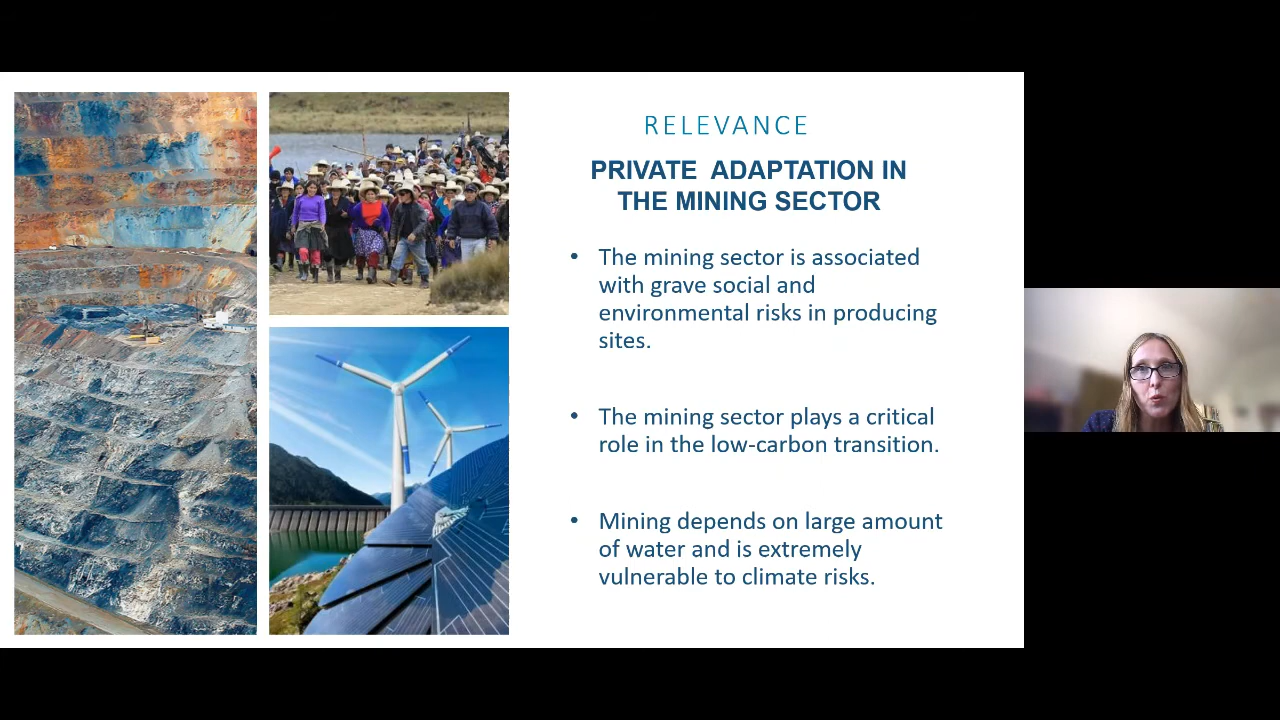 RELEVANCE
PRIVATE ADAPTATION IN
THE MINING SECTOR
• The mining sector is associated
with grave social and
environmental risks in producing
sites.
• The mining sector plays a critical
role in the low-carbon transition.
• Mining depends on large amount
of water and is extremely
vulnerable to climate risks.